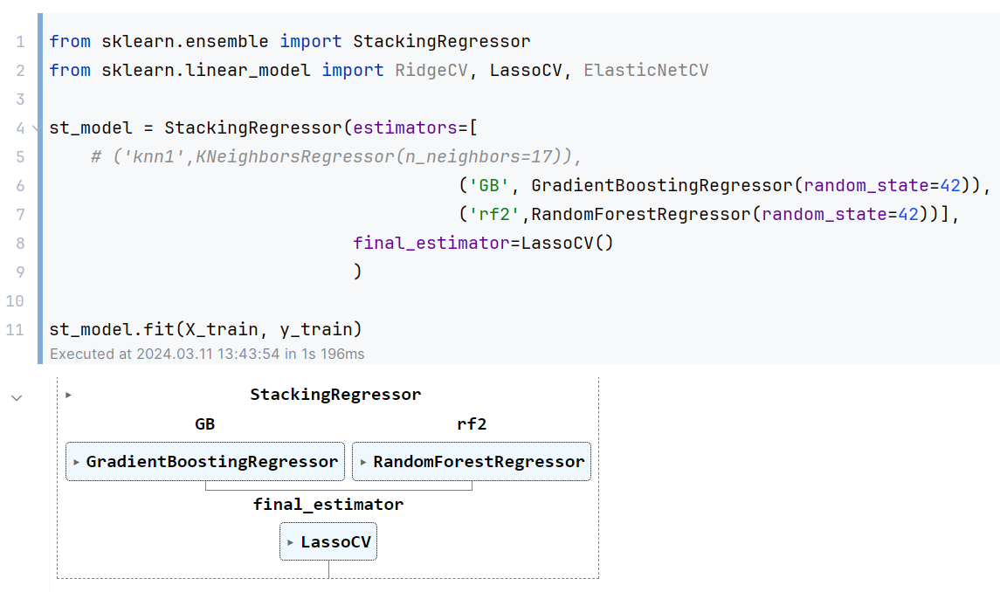 1 from sklearn.ensemble import StackingRegressor
2 from sklearn.linear_model import RidgeCV, LassoCV, ElasticNetCV
3
4 st_model = StackingRegressor(estimators=[
5 # ('knn1',KNeighborsRegressor(n_neighbors=17)),
6 ('GB', GradientBoostingRegressor(random_state=42)),
7 ('rf2',RandomForestRegressor(random_state=42))],
8 final_estimator=LassoCV()
9 )
10
11 st_model.fit(X_train, y_train)
Executed at 2024.03.11 13:43:54 in 1s 196ms
StackingRegressor
GB rf2
GradientBoostingRegressor RandomForestRegressor
final_estimator
LassoCV